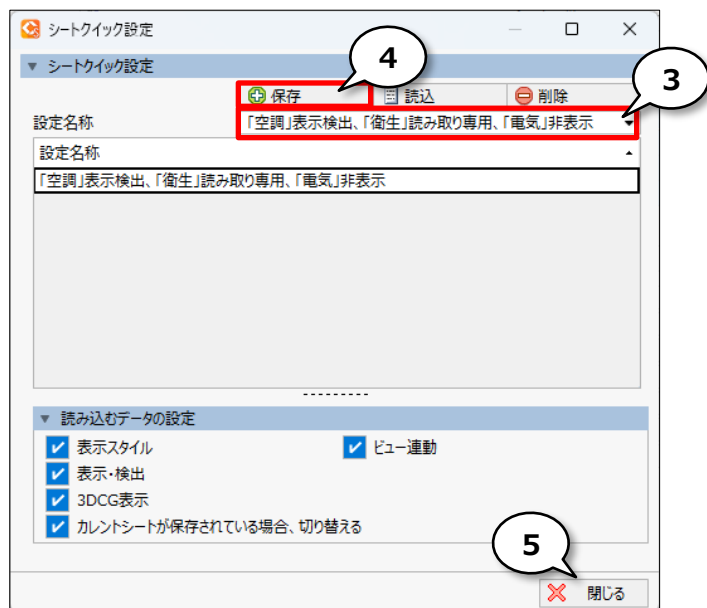 シートクイック設定
シートクイック設定
4
3
保存 読込 削除
設定名称 「空調」表示検出、「衛生」読み取り専用、「電気」非表示
設定名称
「空調」表示検出、「衛生」読み取り専用、「電気」非表示
読み込むデータの設定
表示スタイル ビュー連動
表示・検出
3DCG表示
カレントシートが保存されている場合、切り替える
5
閉じる